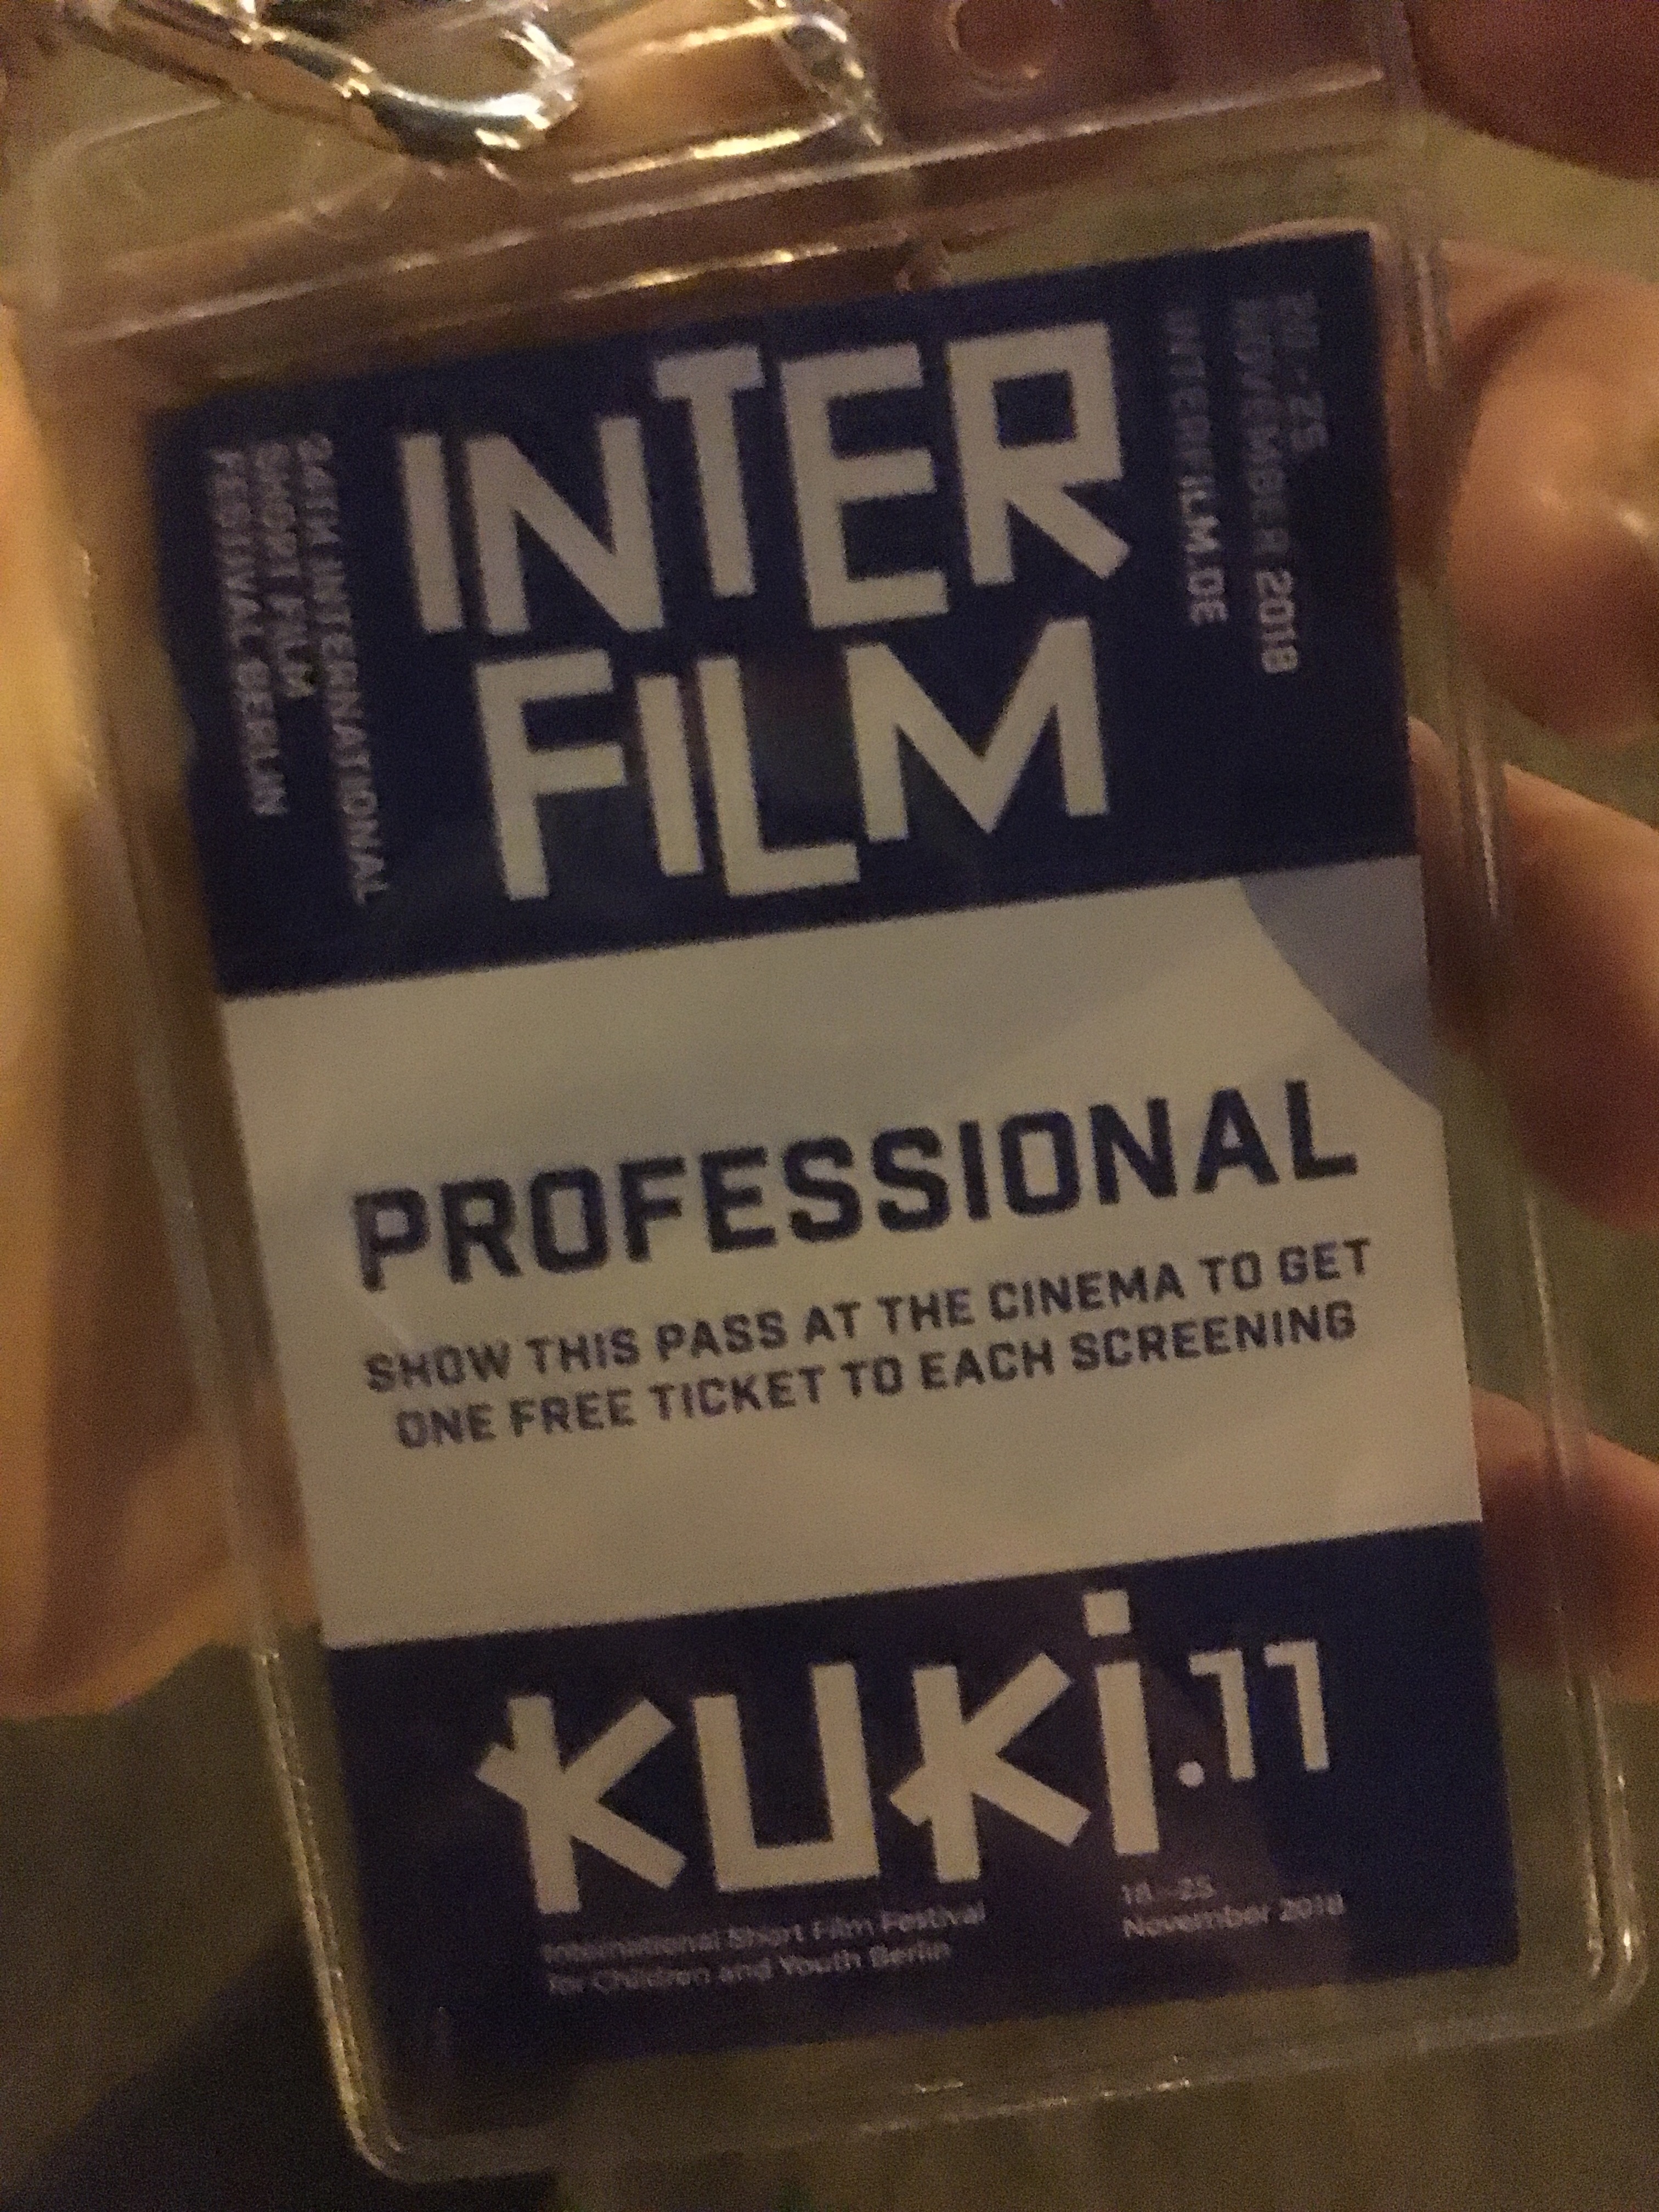 34TH INTERNATIONAL
SHORT FILM
FESTIVAL BERLIN
INTER
FILM
NOVEMBER 2018
INTERFILM.DE
PROFESSIONAL
SHOW THIS PASS AT THE CINEMA TO GET
ONE FREE TICKET TO EACH SCREENING
KUKi.11
International Short Film Festival
for Children and Youth Berlin
18.–25.
November 2018